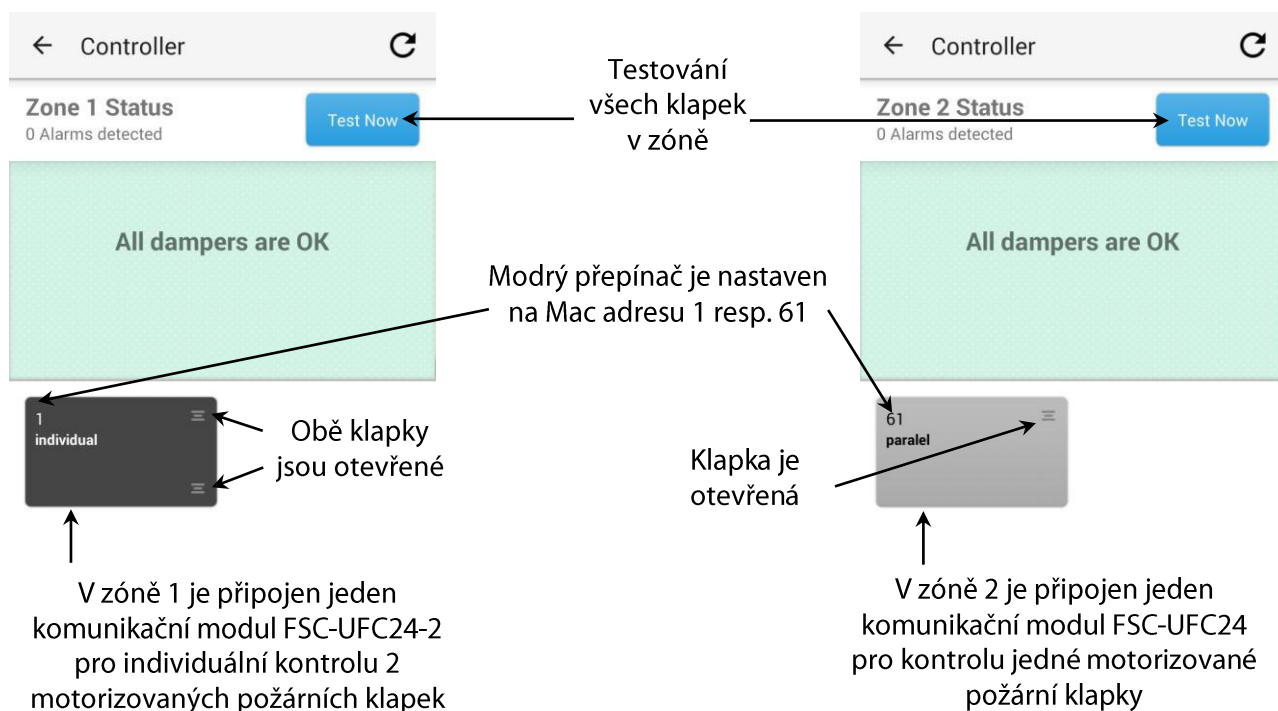 Controller
Zone 1 Status
0 Alarms detected
Test Now
All dampers are OK
1
individual
Testování
všech klapek
v zóně
Modrý přepínač je nastaven
na Mac adresu 1 resp. 61
Obě klapky
jsou otevřené
V zóně 1 je připojen jeden
komunikační modul FSC-UFC24-2
pro individuální kontrolu 2
motorizovaných požárních klapek
Controller
Zone 2 Status
0 Alarms detected
Test Now
All dampers are OK
61
paralel
Klapka je
otevřená
V zóně 2 je připojen jeden
komunikační modul FSC-UFC24
pro kontrolu jedné motorizované
požární klapky